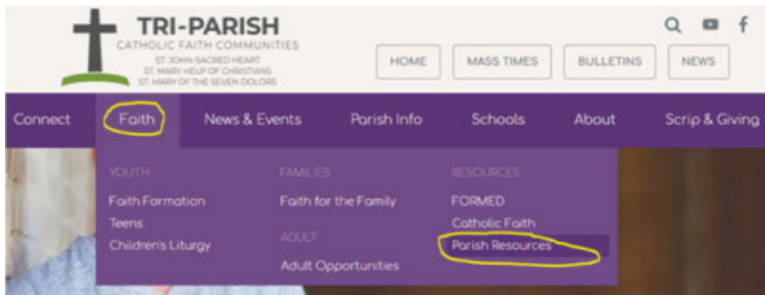 TRI-PARISH
CATHOLIC FAITH COMMUNITIES
ST. JOHN-SACRED HEART
ST. MARY HELP OF CHRISTIANS
ST. MARY OF THE SEVEN DOLORS
HOME MASS TIMES BULLETINS NEWS
Connect Faith News & Events Parish Info Schools About Scrip & Giving
YOUTH FAMILIES RESOURCES
Faith Formation Faith for the Family FORMED
Teens Catholic Faith
Children's Liturgy ADULT Parish Resources
Adult Opportunities